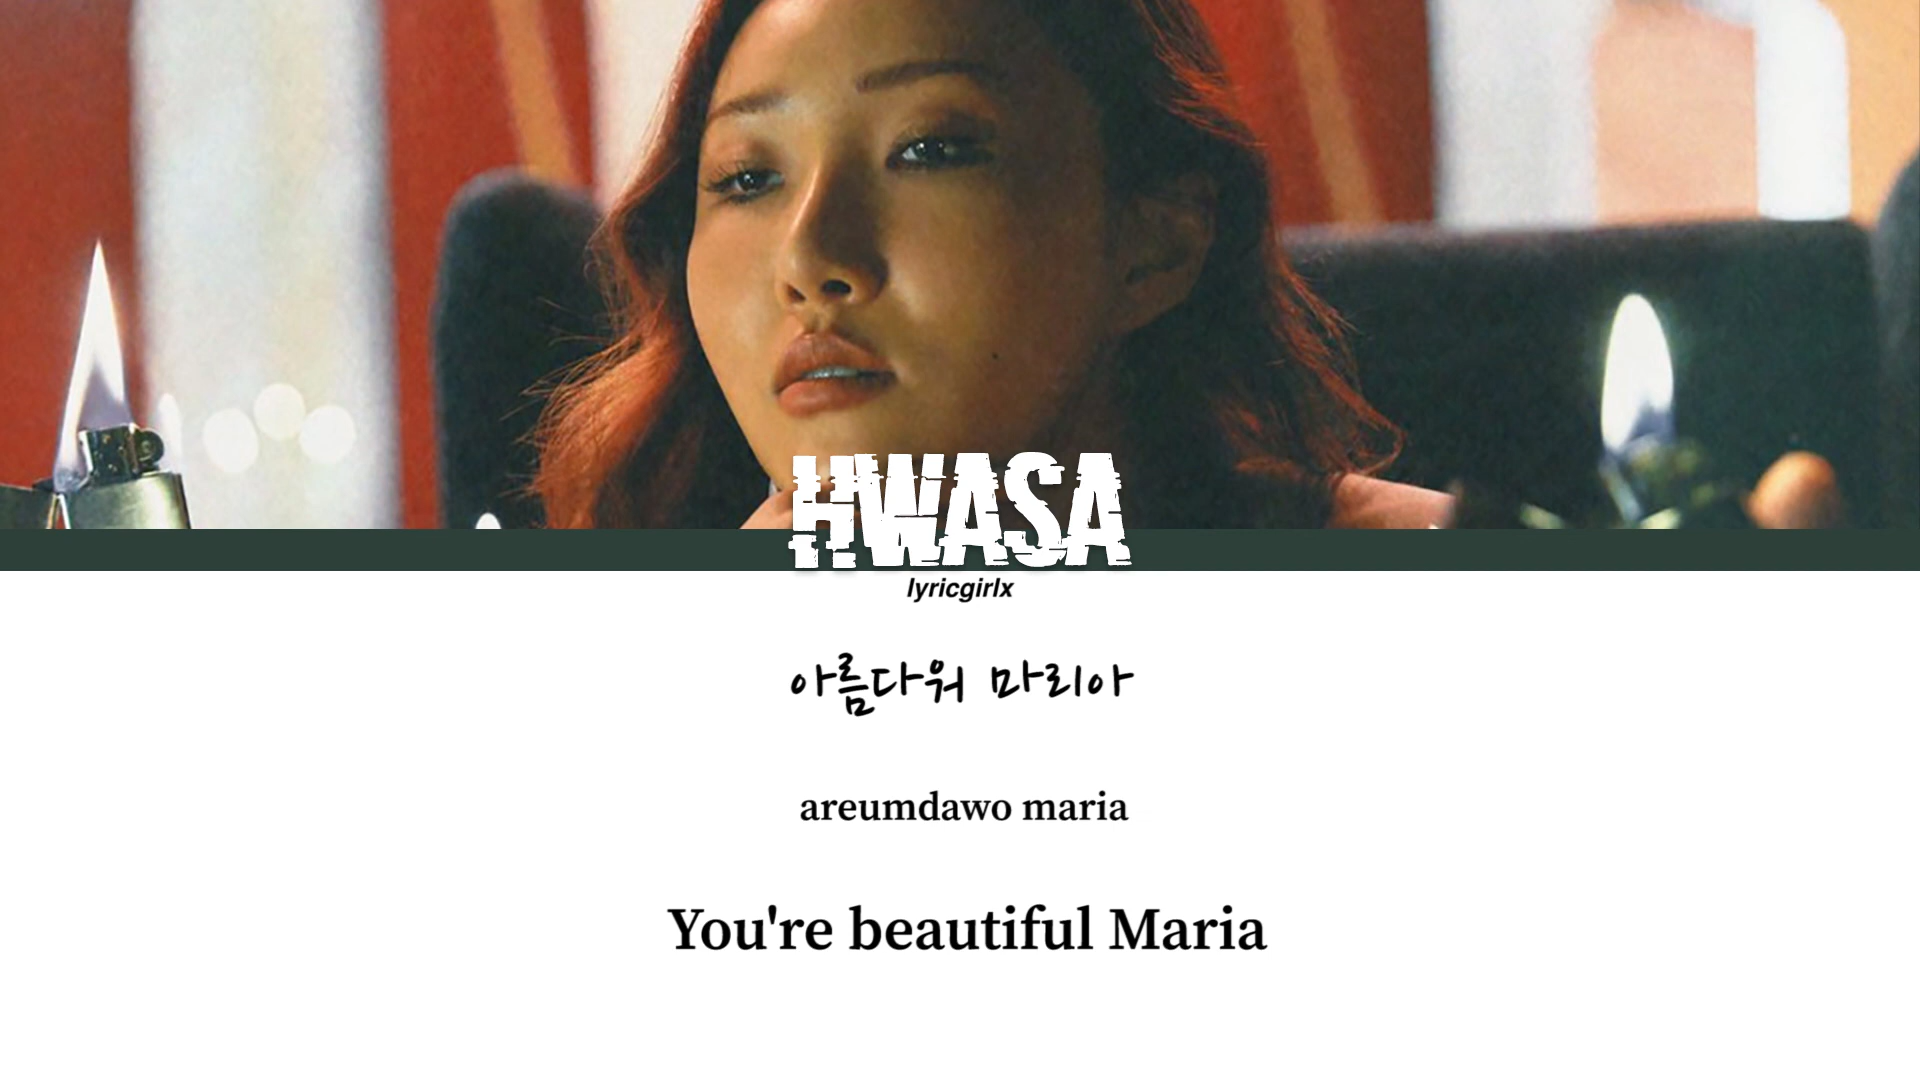 HWASA
lyricgirlx
아름다워 마리아
areumdawo maria
You're beautiful Maria